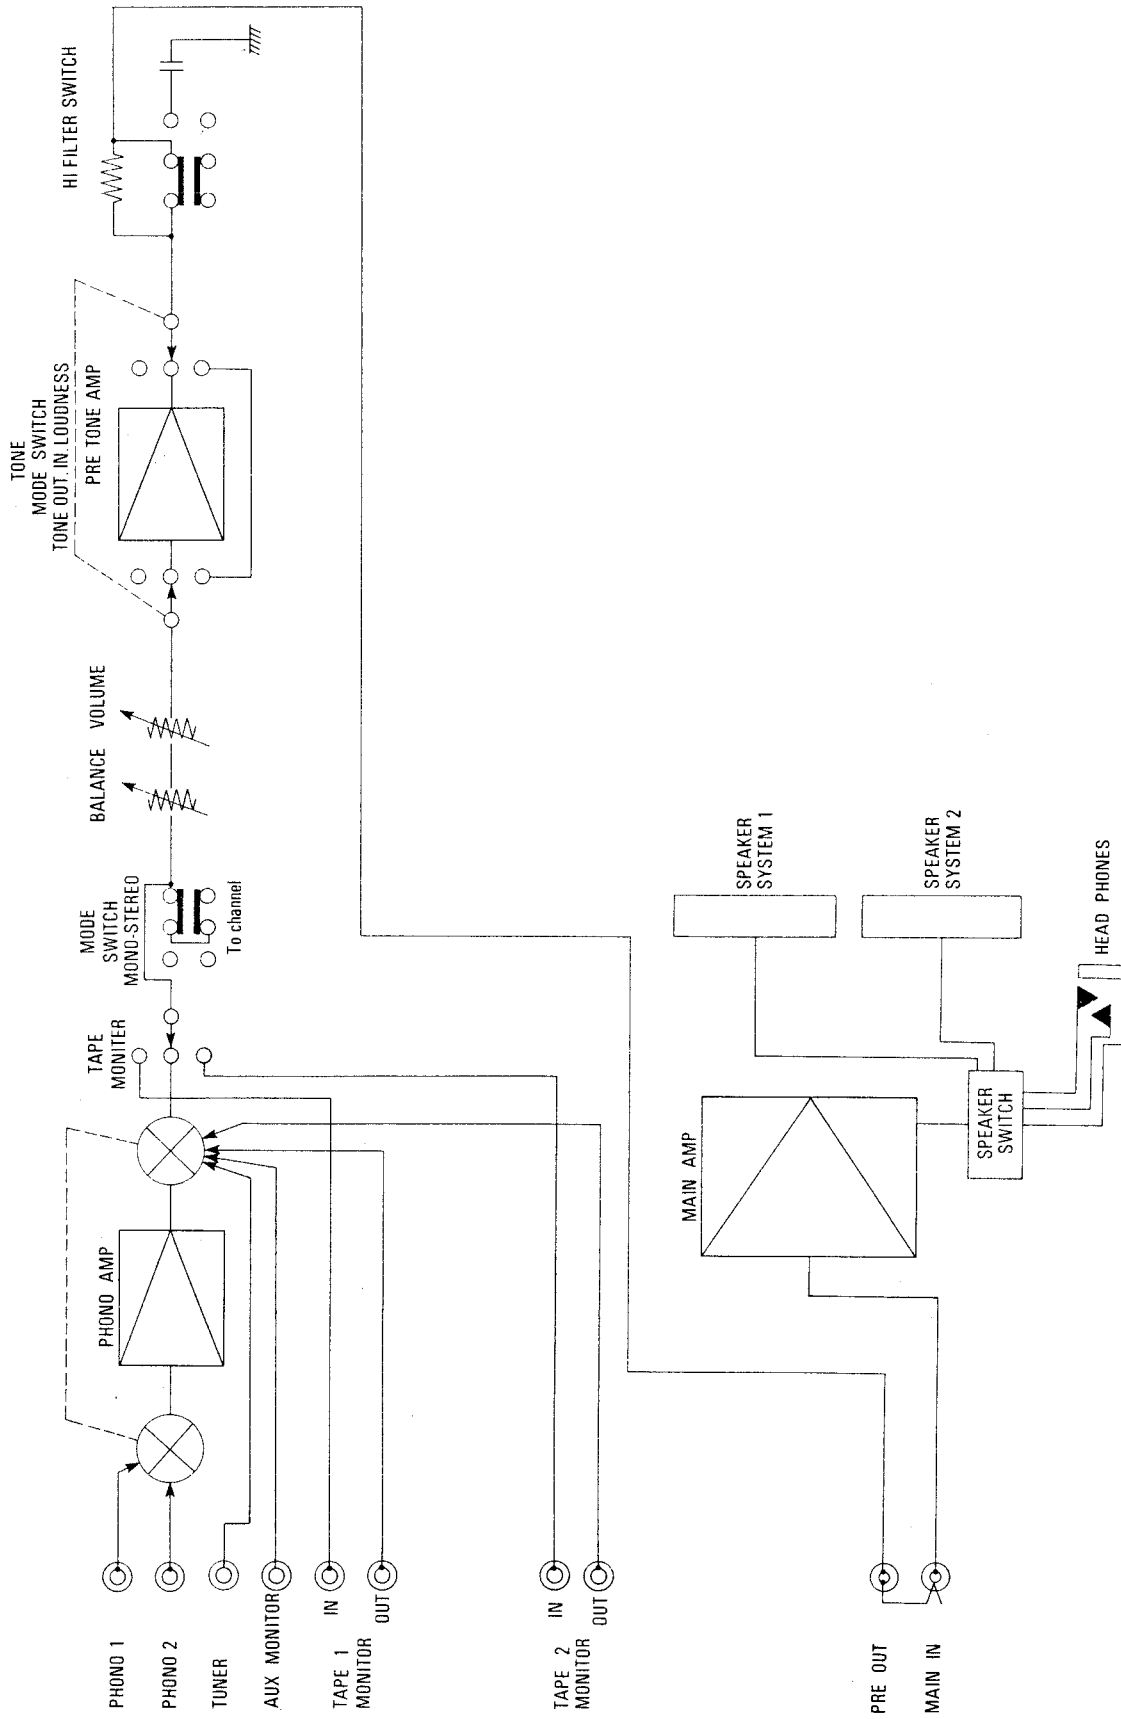 PHONO 1
PHONO 2
TUNER
AUX MONITOR
TAPE 1
MONITOR
IN
OUT
TAPE 2
MONITOR
IN
OUT
PRE OUT
MAIN IN
PHONO AMP
TAPE
MONITER
MODE
SWITCH
MONO-STEREO
To channel
BALANCE
VOLUME
TONE
MODE SWITCH
TONE OUT. IN. LOUDNESS
PRE TONE AMP
HI FILTER SWITCH
MAIN AMP
SPEAKER
SWITCH
SPEAKER
SYSTEM 1
SPEAKER
SYSTEM 2
HEAD PHONES